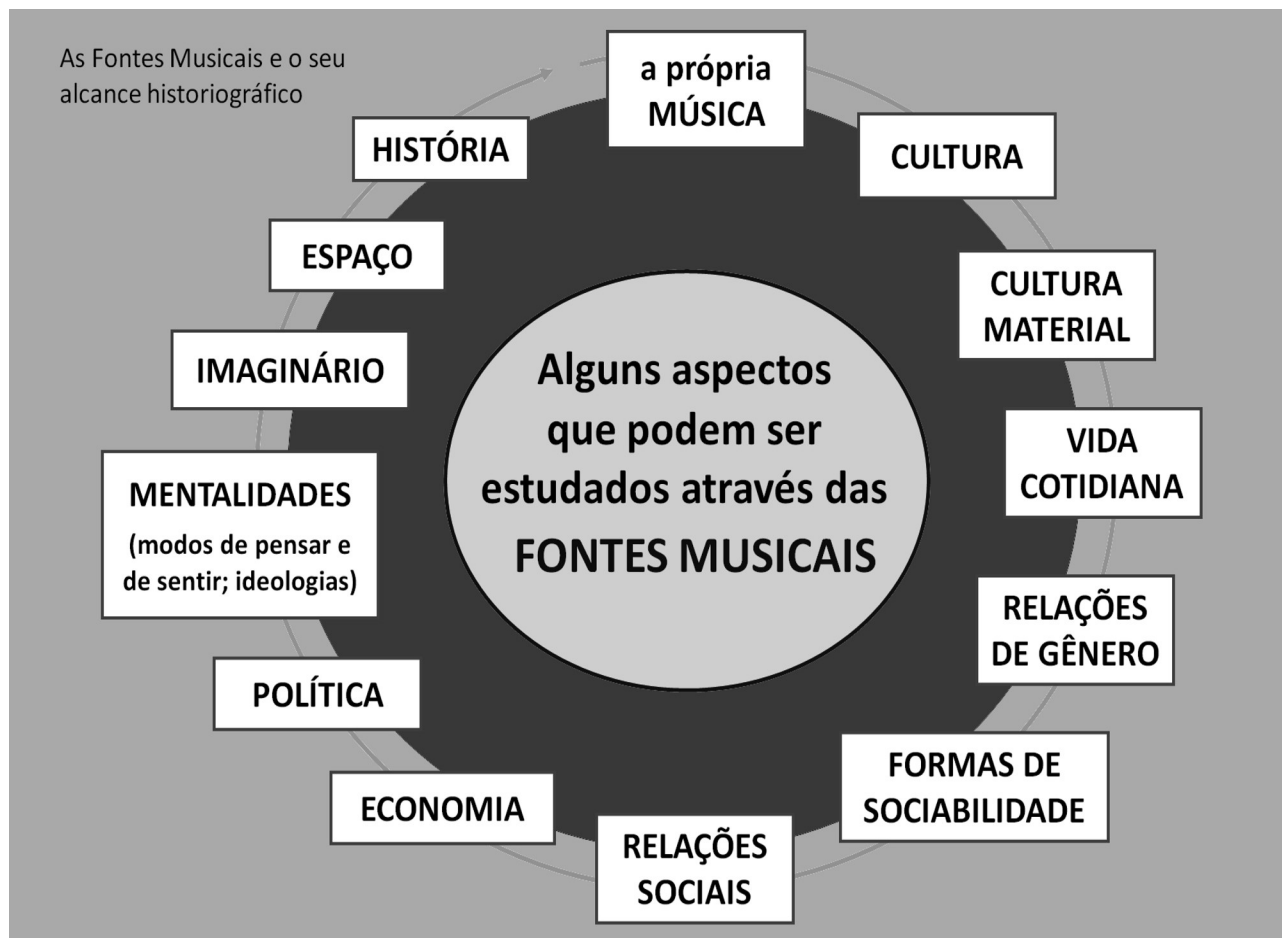 As Fontes Musicais e o seu
alcance historiográfico
a própria
MÚSICA
CULTURA
CULTURA
MATERIAL
VIDA
COTIDIANA
RELAÇÕES
DE GÊNERO
FORMAS DE
SOCIABILIDADE
RELAÇÕES
SOCIAIS
ECONOMIA
POLÍTICA
MENTALIDADES
(modos de pensar e
de sentir; ideologias)
IMAGINÁRIO
ESPAÇO
HISTÓRIA
Alguns aspectos
que podem ser
estudados através das
FONTES MUSICAIS